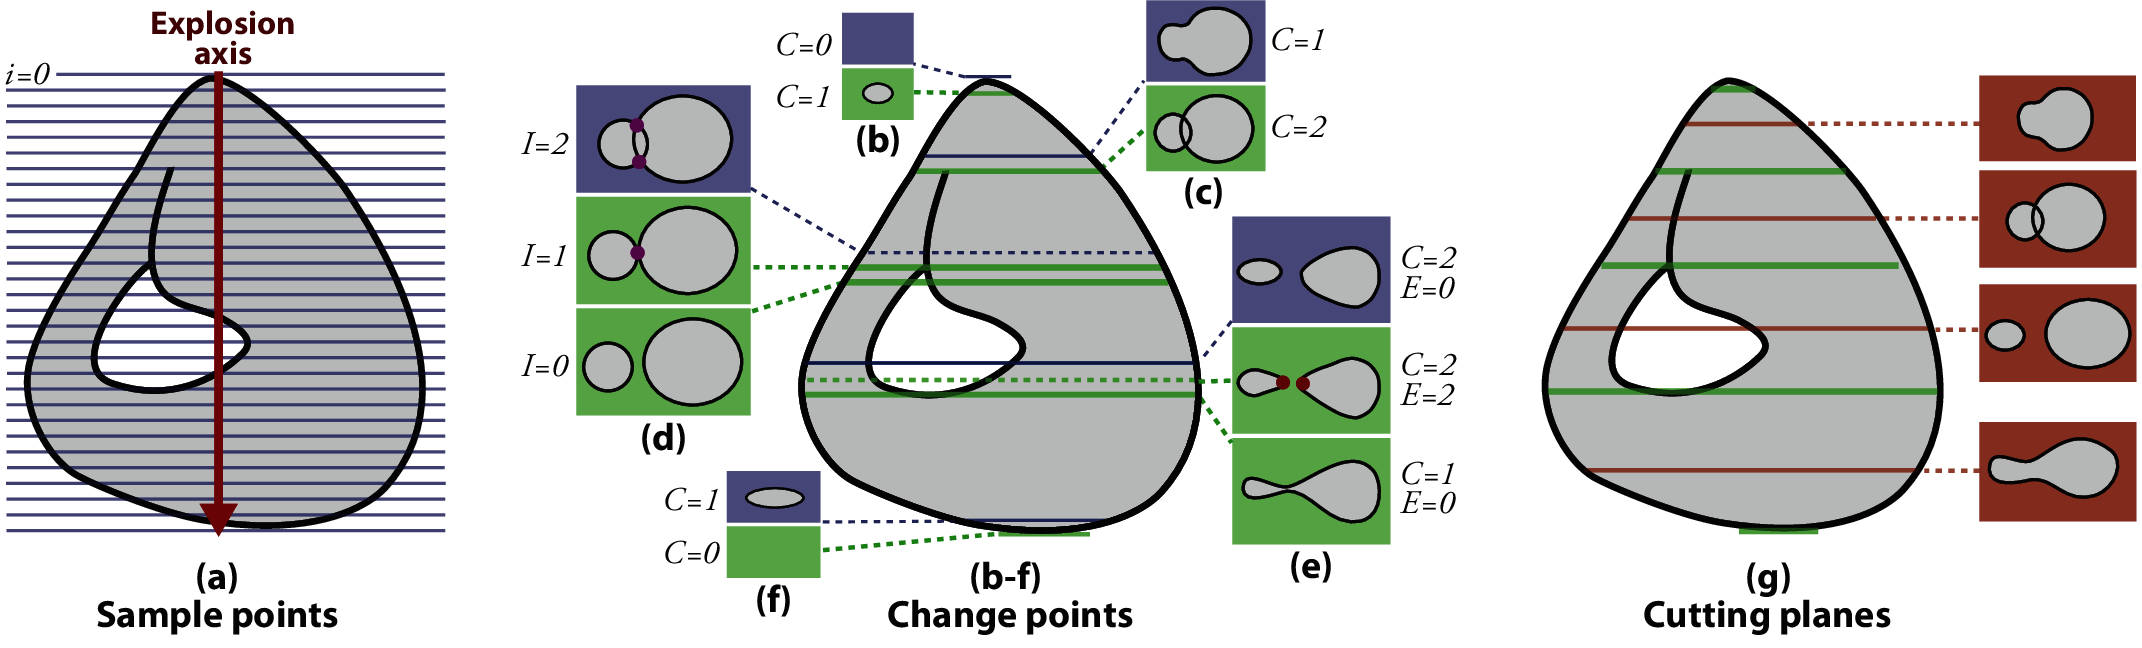 Explosion
axis
i=0
(a)
Sample points
C=0
C=1
(b)
C=1
C=2
(c)
I=2
I=1
I=0
(d)
C=2
E=0
C=2
E=2
C=1
E=0
(e)
C=1
C=0
(f)
(b-f)
Change points
(g)
Cutting planes